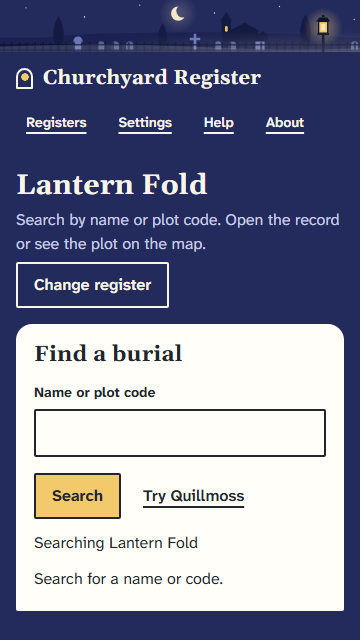 Churchyard Register
Registers Settings Help About
Lantern Fold
Search by name or plot code. Open the record
or see the plot on the map.
Change register
Find a burial
Name or plot code
Search Try Quillmoss
Searching Lantern Fold
Search for a name or code.